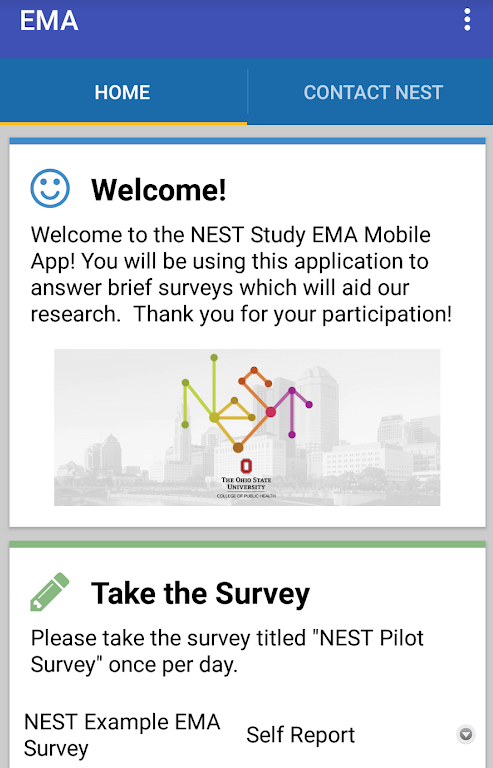 EMA
HOME
CONTACT NEST
Welcome!
Welcome to the NEST Study EMA Mobile
App! You will be using this application to
answer brief surveys which will aid our
research.  Thank you for your participation!
NEST
THE OHIO STATE
UNIVERSITY
COLLEGE OF PUBLIC HEALTH
Take the Survey
Please take the survey titled "NEST Pilot
Survey" once per day.
NEST Example EMA
Survey
Self Report